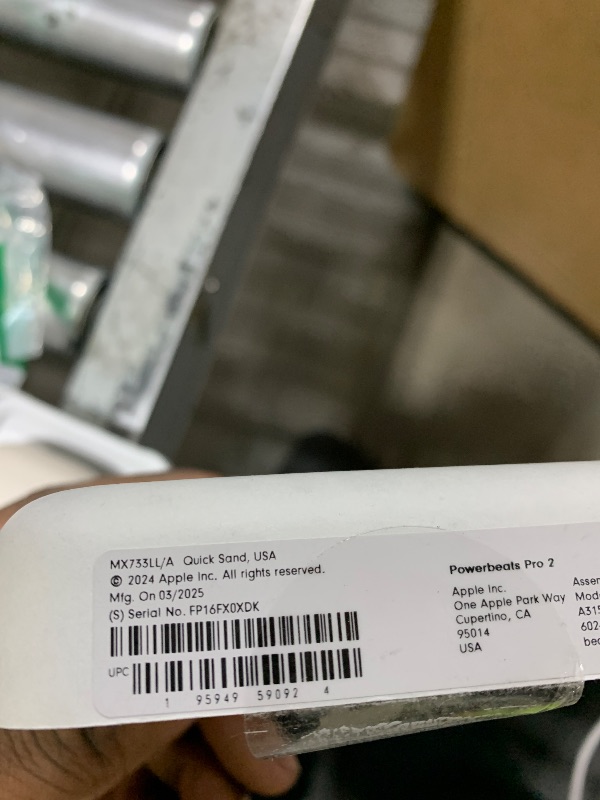 MX733LL/A Quick Sand, USA
© 2024 Apple Inc. All rights reserved.
Mfg. On 03/2025
(S) Serial No. FP16FX0XDK
UPC
1 95949 59092 4
Powerbeats Pro 2
Apple Inc.
One Apple Park Way
Cupertino, CA
95014
USA